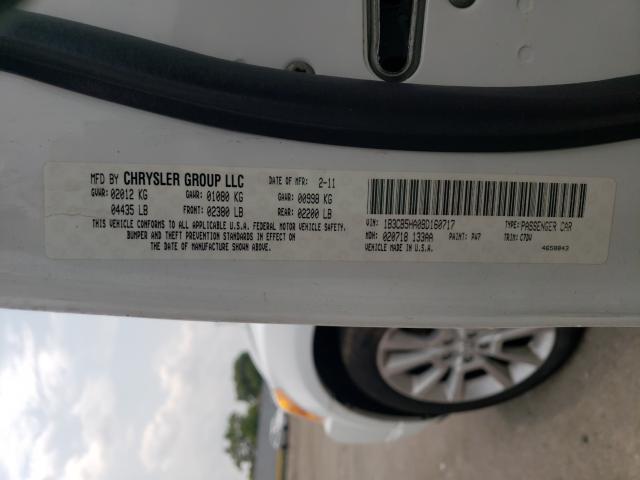 MFD BY CHRYSLER GROUP LLC DATE OF MFR: 2-11
GVWR: 02012 KG GAWR: 01080 KG GAWR: 00998 KG
04435 LB FRONT: 02380 LB REAR: 02200 LB
THIS VEHICLE CONFORMS TO ALL APPLICABLE U.S.A. FEDERAL MOTOR VEHICLE SAFETY,
BUMPER AND THEFT PREVENTION STANDARDS IN EFFECT ON
THE DATE OF MANUFACTURE SHOWN ABOVE.
VIN: 1B3CB5HA0BD160717 TYPE: PASSENGER CAR
MDH: 020718 133AA PAINT: PW7 TRIM: C7DV
MADE IN U.S.A. 4658043